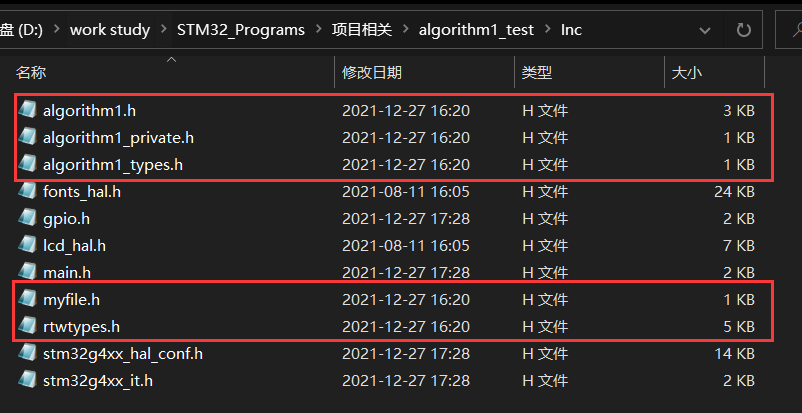 盘 (D:) > work study > STM32_Programs > 项目相关 > algorithm1_test > Inc
名称 修改日期 类型 大小
algorithm1.h 2021-12-27 16:20 H 文件 3 KB
algorithm1_private.h 2021-12-27 16:20 H 文件 1 KB
algorithm1_types.h 2021-12-27 16:20 H 文件 1 KB
fonts_hal.h 2021-08-11 16:05 H 文件 24 KB
gpio.h 2021-12-27 17:28 H 文件 2 KB
lcd_hal.h 2021-08-11 16:05 H 文件 7 KB
main.h 2021-12-27 17:28 H 文件 2 KB
myfile.h 2021-12-27 16:20 H 文件 1 KB
rtwtypes.h 2021-12-27 16:20 H 文件 5 KB
stm32g4xx_hal_conf.h 2021-12-27 17:28 H 文件 14 KB
stm32g4xx_it.h 2021-12-27 17:28 H 文件 2 KB